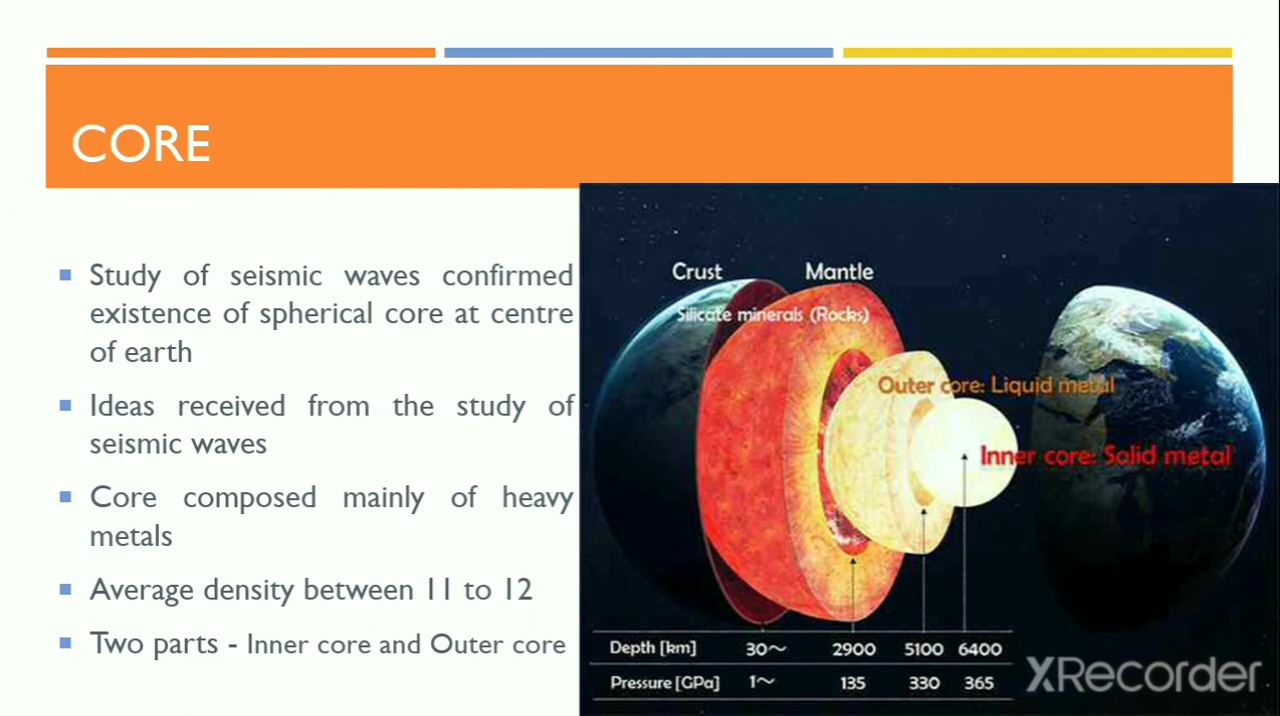 CORE
Study of seismic waves confirmed
existence of spherical core at centre
of earth
Ideas received from the study of
seismic waves
Core composed mainly of heavy
metals
Average density between 11 to 12
Two parts - Inner core and Outer core
Crust Mantle
Silicate minerals (Rocks)
Outer core: Liquid metal
Inner core: Solid metal
Depth [km] 30~ 2900 5100 6400
Pressure [GPa] 1~ 135 330 365
XRecorder